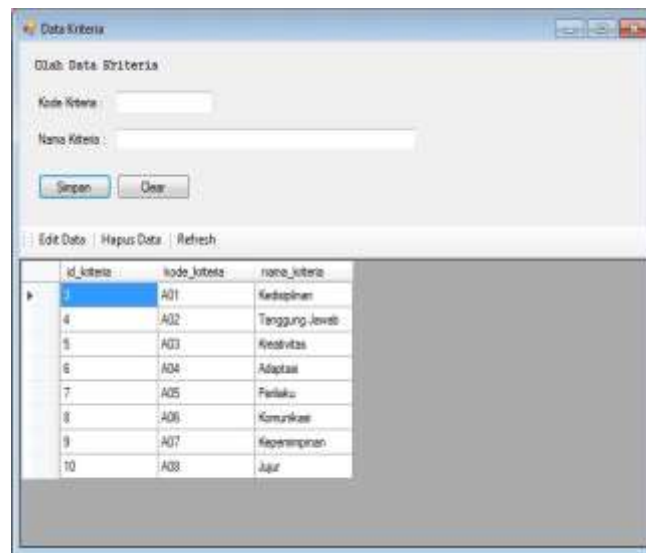 Data Kriteria
Olah Data Kriteria
Kode Kriteria :
Nama Kriteria :
Simpan Clear
Edit Data Hapus Data Refresh
id_kriteria kode_kriteria nama_kriteria
3 A01 Kedisiplinan
4 A02 Tanggung Jawab
5 A03 Kreativitas
6 A04 Adaptasi
7 A05 Perilaku
8 A06 Komunikasi
9 A07 Kepemimpinan
10 A08 Jujur